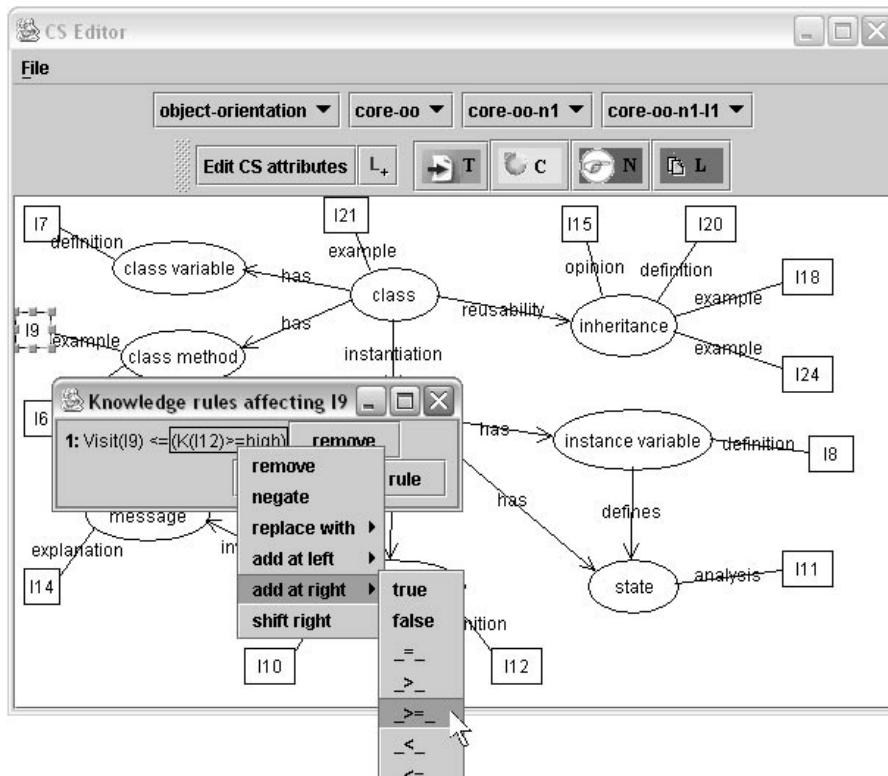 CS Editor
File
object-orientation core-oo core-oo-n1 core-oo-n1-l1
Edit CS attributes L+ T C N L
I7 I21 I15 I20
definition example opinion definition
class variable has class reusability inheritance example I18
I9 example class method has instantiation example I24
Knowledge rules affecting I9
I6 1: Visit(I9) <=(K(I12)>=high) remove has instance variable definition I8
rule
remove
negate
replace with
add at left
add at right
shift right
message has defines
explanation
I14 state analysis I11
true
false
_=_
_>_
_>=_
_<_
_<=
I10 I12